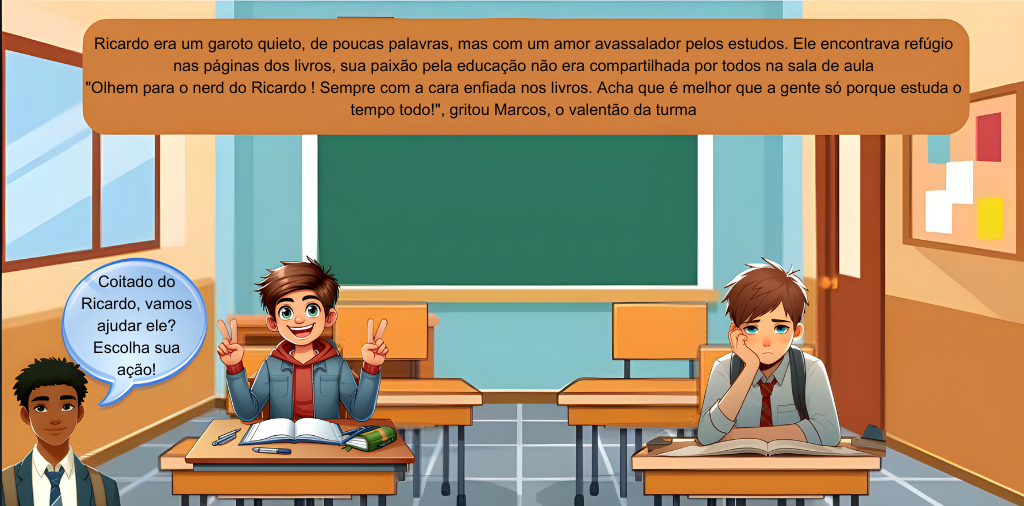 Ricardo era um garoto quieto, de poucas palavras, mas com um amor avassalador pelos estudos. Ele encontrava refúgio
nas páginas dos livros, sua paixão pela educação não era compartilhada por todos na sala de aula
"Olhem para o nerd do Ricardo ! Sempre com a cara enfiada nos livros. Acha que é melhor que a gente só porque estuda o
tempo todo!", gritou Marcos, o valentão da turma
Coitado do
Ricardo, vamos
ajudar ele?
Escolha sua
ação!